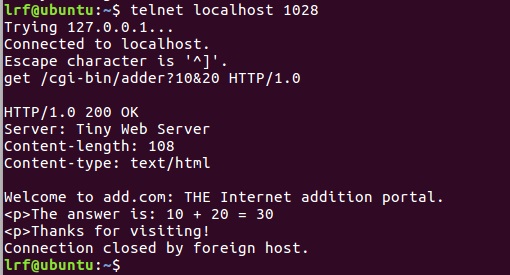 lrf@ubuntu:~$ telnet localhost 1028
Trying 127.0.0.1...
Connected to localhost.
Escape character is '^]'.
get /cgi-bin/adder?10&20 HTTP/1.0

HTTP/1.0 200 OK
Server: Tiny Web Server
Content-length: 108
Content-type: text/html

Welcome to add.com: THE Internet addition portal.
<p>The answer is: 10 + 20 = 30
<p>Thanks for visiting!
Connection closed by foreign host.
lrf@ubuntu:~$